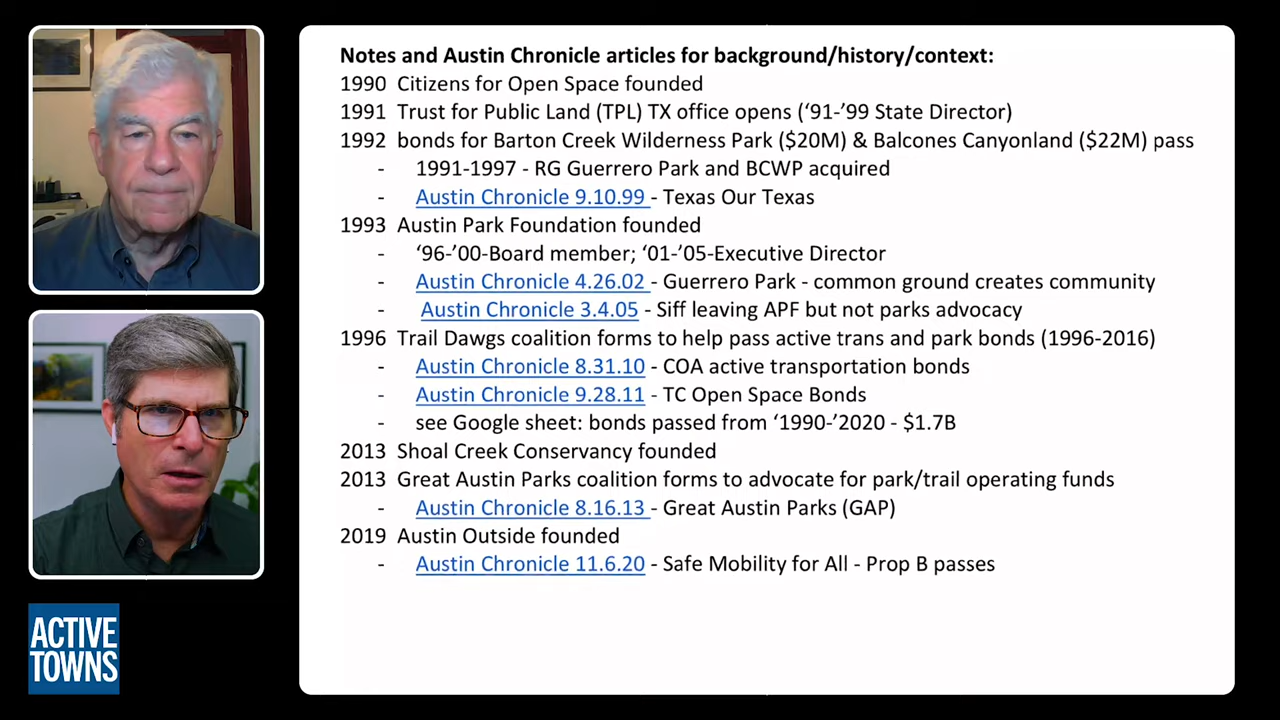 Notes and Austin Chronicle articles for background/history/context:
1990 Citizens for Open Space founded
1991 Trust for Public Land (TPL) TX office opens (‘91-’99 State Director)
1992 bonds for Barton Creek Wilderness Park ($20M) & Balcones Canyonland ($22M) pass
- 1991-1997 - RG Guerrero Park and BCWP acquired
- Austin Chronicle 9.10.99 - Texas Our Texas
1993 Austin Park Foundation founded
- ‘96-’00-Board member; ‘01-’05-Executive Director
- Austin Chronicle 4.26.02 - Guerrero Park - common ground creates community
- Austin Chronicle 3.4.05 - Siff leaving APF but not parks advocacy
1996 Trail Dawgs coalition forms to help pass active trans and park bonds (1996-2016)
- Austin Chronicle 8.31.10 - COA active transportation bonds
- Austin Chronicle 9.28.11 - TC Open Space Bonds
- see Google sheet: bonds passed from ‘1990-’2020 - $1.7B
2013 Shoal Creek Conservancy founded
2013 Great Austin Parks coalition forms to advocate for park/trail operating funds
- Austin Chronicle 8.16.13 - Great Austin Parks (GAP)
2019 Austin Outside founded
- Austin Chronicle 11.6.20 - Safe Mobility for All - Prop B passes
ACTIVE
TOWNS